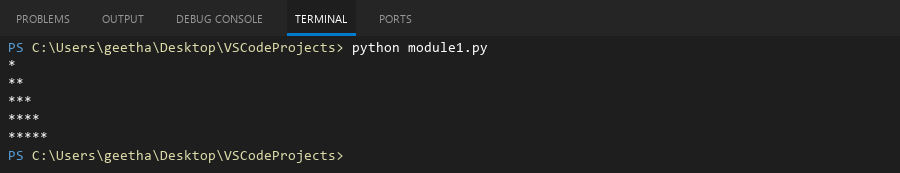 PROBLEMS OUTPUT DEBUG CONSOLE TERMINAL PORTS
PS C:\Users\geetha\Desktop\VSCodeProjects> python module1.py
*
**
***
****
*****
PS C:\Users\geetha\Desktop\VSCodeProjects>